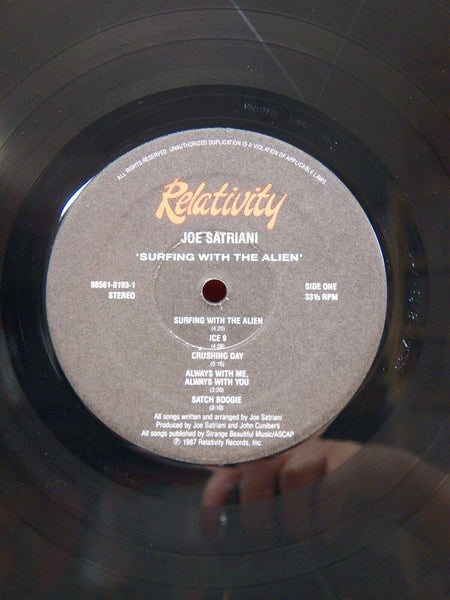 ALL RIGHTS RESERVED. UNAUTHORIZED DUPLICATION IS A VIOLATION OF APPLICABLE LAWS.
Relativity
JOE SATRIANI
'SURFING WITH THE ALIEN'
88561-8193-1
STEREO
SIDE ONE
33⅓ RPM
SURFING WITH THE ALIEN
(4:20)
ICE 9
(4:08)
CRUSHING DAY
(5:15)
ALWAYS WITH ME,
ALWAYS WITH YOU
(3:20)
SATCH BOOGIE
(3:10)
All songs written and arranged by Joe Satriani
Produced by Joe Satriani and John Cuniberti
All songs published by Strange Beautiful Music/ASCAP
℗ 1987 Relativity Records, Inc